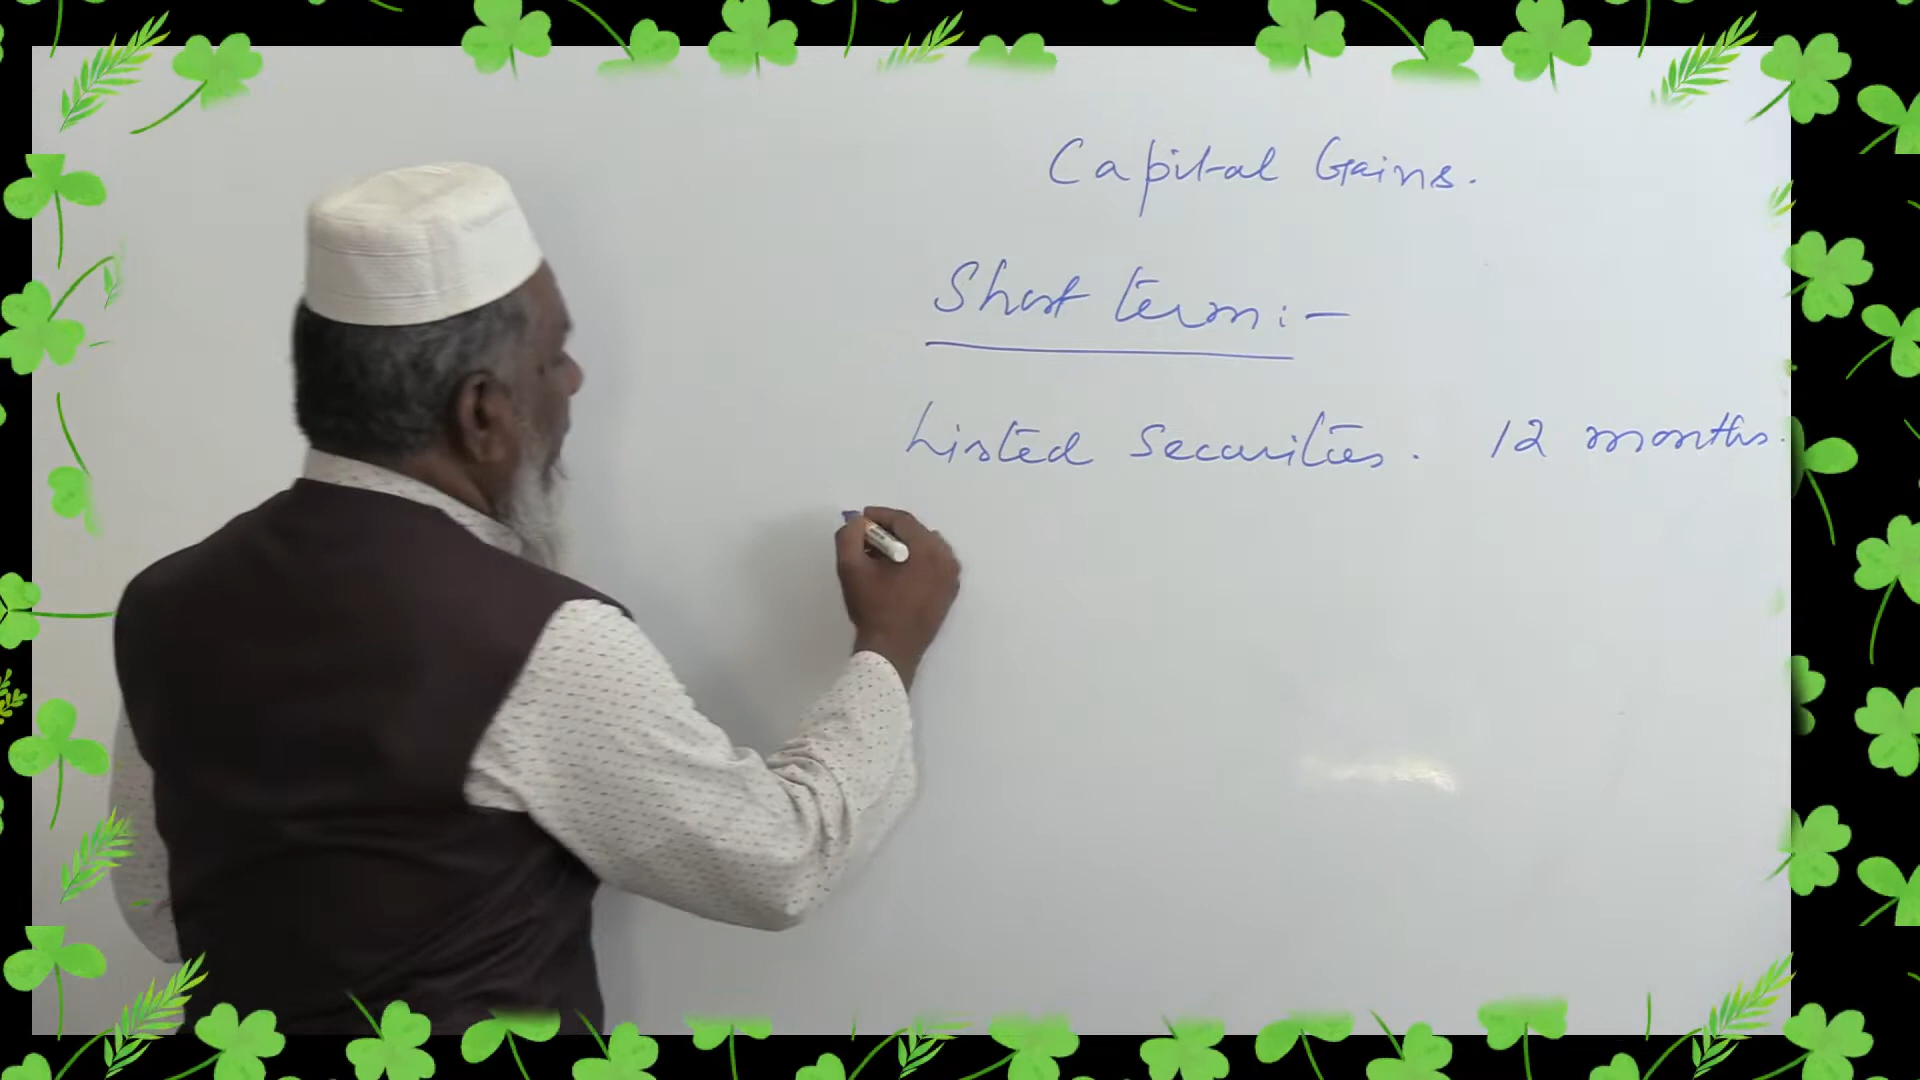 Capital Gains.
Short term:-
Listed Securities. 12 months.